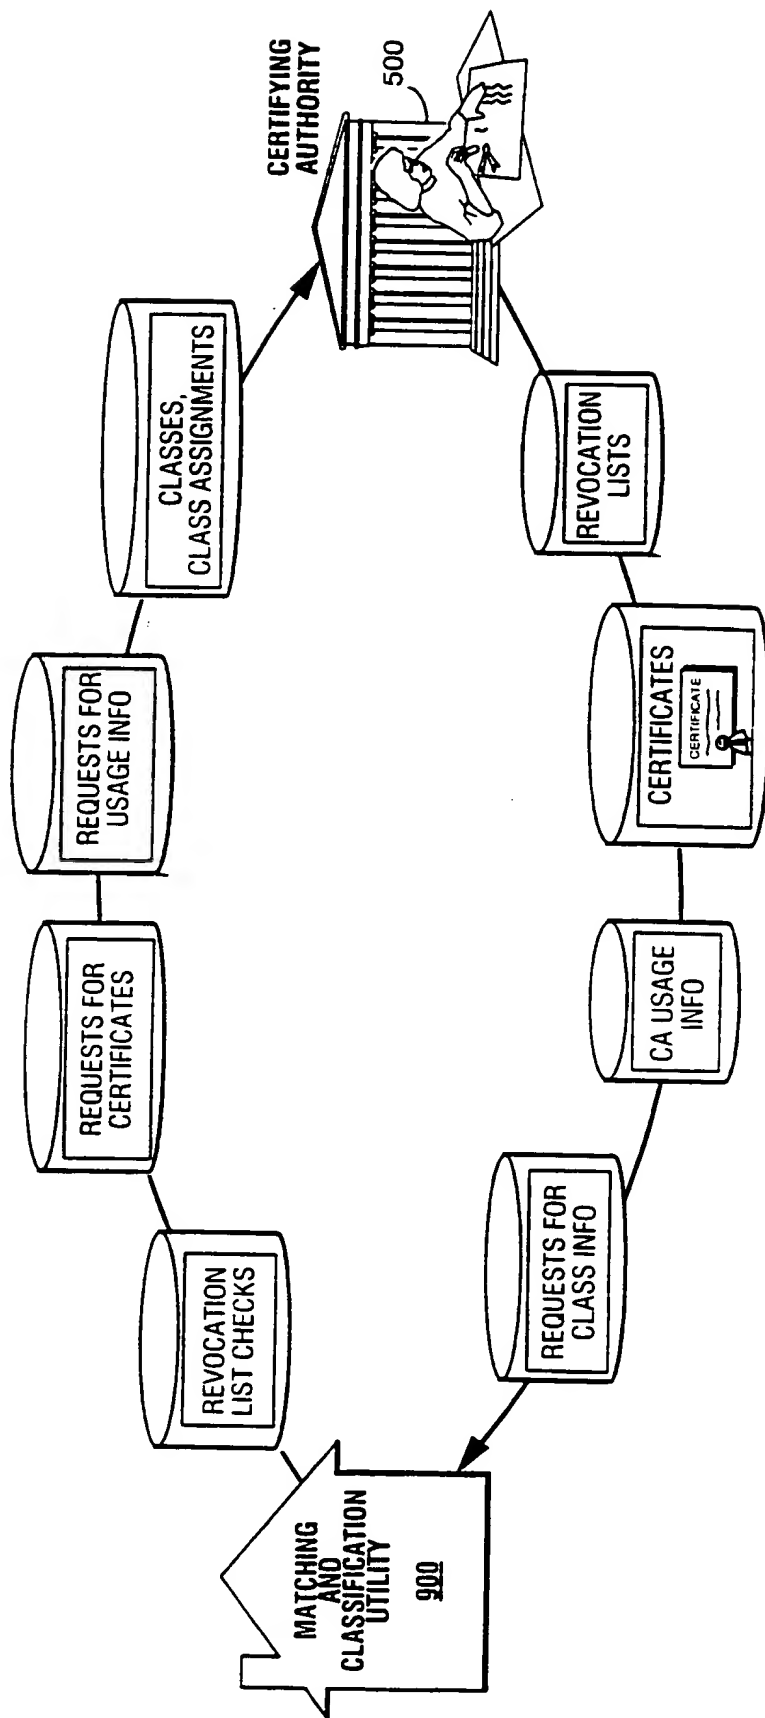 CERTIFYING
AUTHORITY
500
CLASSES,
CLASS ASSIGNMENTS
REQUESTS FOR
USAGE INFO
REQUESTS FOR
CERTIFICATES
REVOCATION
LIST CHECKS
MATCHING
AND
CLASSIFICATION
UTILITY
900
REQUESTS FOR
CLASS INFO
CA USAGE
INFO
CERTIFICATES
CERTIFICATE
REVOCATION
LISTS